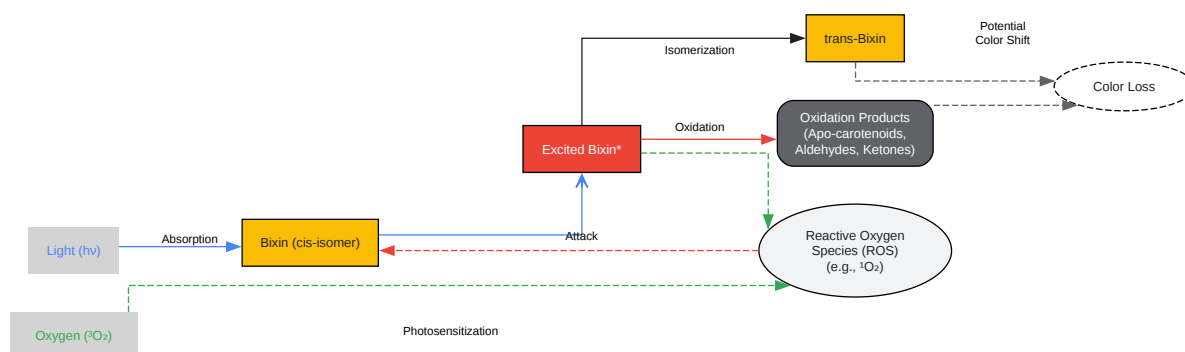 Potential
Color Shift
trans-Bixin
Isomerization
Color Loss
Oxidation Products
(Apo-carotenoids,
Aldehydes, Ketones)
Oxidation
Excited Bixin*
Absorption
Bixin (cis-isomer)
Attack
Light (hν)
Reactive Oxygen
Species (ROS)
(e.g., ¹O₂)
Oxygen (³O₂)
Photosensitization